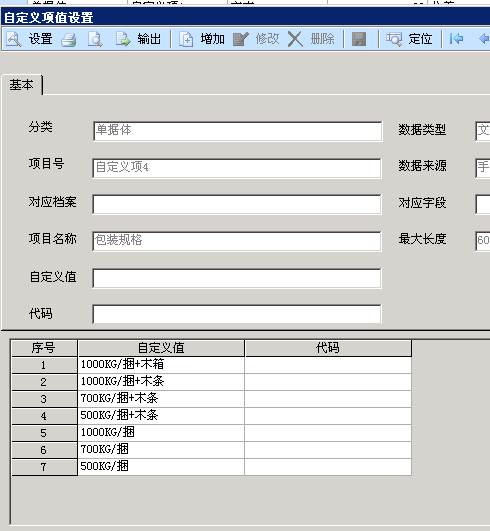 自定义项值设置
设置 输出 增加 修改 删除 定位
基本
分类 单据体 数据类型 文
项目号 自定义项4 数据来源 手
对应档案 对应字段
项目名称 包装规格 最大长度 60
自定义值
代码
序号 自定义值 代码
1 1000KG/捆+木箱
2 1000KG/捆+木条
3 700KG/捆+木条
4 500KG/捆+木条
5 1000KG/捆
6 700KG/捆
7 500KG/捆